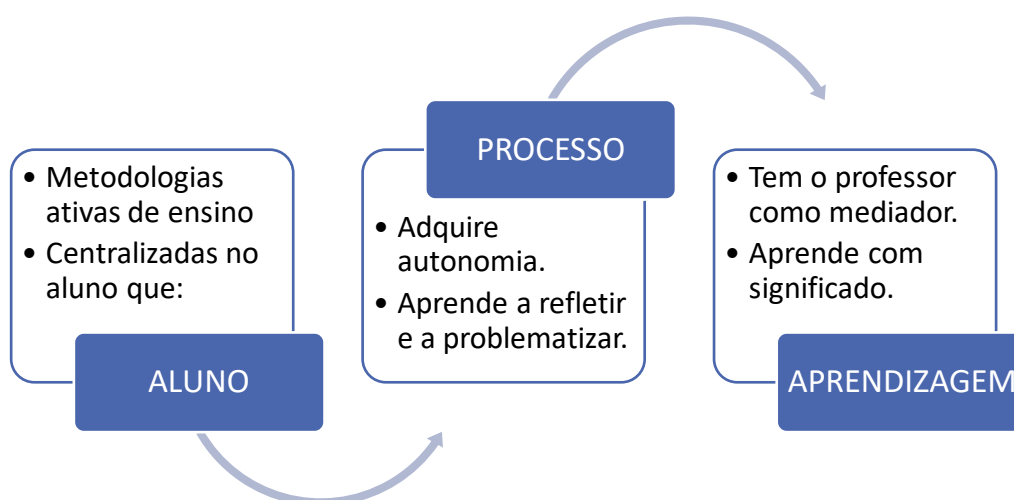 • Metodologias
ativas de ensino
• Centralizadas no
aluno que:
ALUNO
PROCESSO
• Adquire
autonomia.
• Aprende a refletir
e a problematizar.
• Tem o professor
como mediador.
• Aprende com
significado.
APRENDIZAGEM